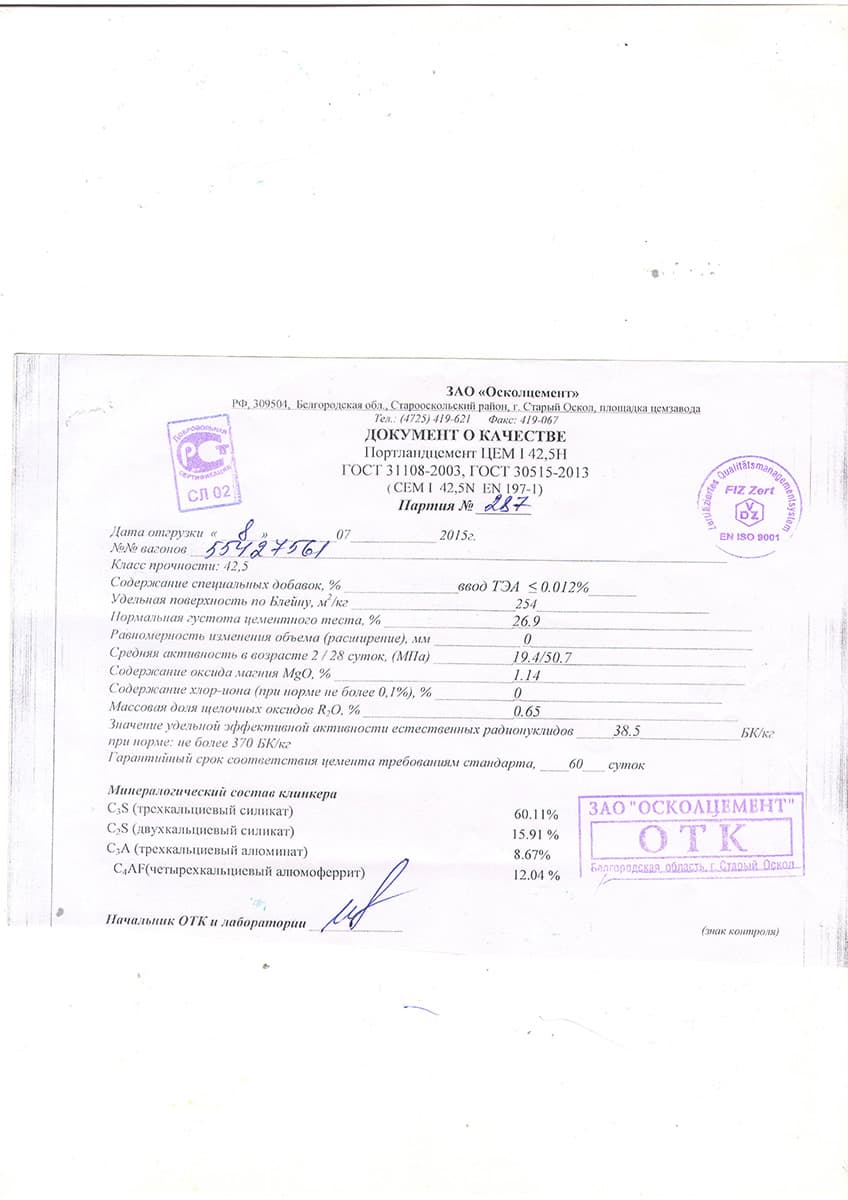 ЗАО «Осколцемент»
РФ, 309504, Белгородская обл., Старооскольский район, г. Старый Оскол, площадка цемзавода
Тел.: (4725) 419-621 Факс: 419-067
ДОКУМЕНТ О КАЧЕСТВЕ
Портландцемент ЦЕМ I 42,5Н
ГОСТ 31108-2003, ГОСТ 30515-2013
(CEM I 42,5N EN 197-1)
Партия № 287
ДОБРОВОЛЬНАЯ
РСТ
СЕРТИФИКАЦИЯ
СЛ 02
Zertifiziertes Qualitätsmanagementsystem
FIZ Zert
VDZ
EN ISO 9001
Дата отгрузки « 8 » 07 2015г.
№№ вагонов 55427561
Класс прочности: 42,5
Содержание специальных добавок, % ввод ТЭА ≤ 0.012%
Удельная поверхность по Блейну, м²/кг 254
Нормальная густота цементного теста, % 26.9
Равномерность изменения объема (расширение), мм 0
Средняя активность в возрасте 2 / 28 суток, (МПа) 19.4/50.7
Содержание оксида магния MgO, % 1.14
Содержание хлор-иона (при норме не более 0,1%), % 0
Массовая доля щелочных оксидов R₂O, % 0.65
Значение удельной эффективной активности естественных радионуклидов 38.5 БК/кг
при норме: не более 370 БК/кг
Гарантийный срок соответствия цемента требованиям стандарта, 60 суток
Минералогический состав клинкера
C₃S (трехкальциевый силикат) 60.11%
C₂S (двухкальциевый силикат) 15.91 %
C₃A (трехкальциевый алюминат) 8.67%
C₄AF(четырехкальциевый алюмоферрит) 12.04 %
ЗАО "ОСКОЛЦЕМЕНТ"
ОТК
Белгородская область, г. Старый Оскол
Начальник ОТК и лаборатории
(знак контроля)